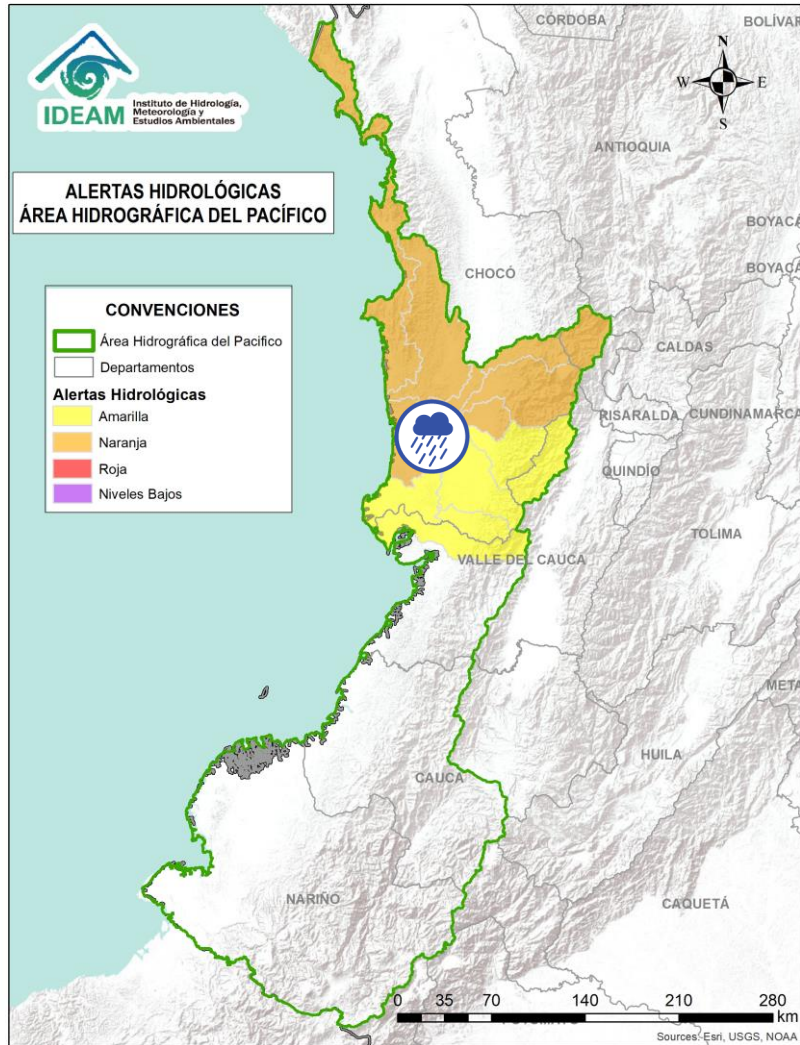 IDEAM
Instituto de Hidrología,
Meteorología y
Estudios Ambientales
ALERTAS HIDROLÓGICAS
ÁREA HIDROGRÁFICA DEL PACÍFICO
CONVENCIONES
Área Hidrográfica del Pacifico
Departamentos
Alertas Hidrológicas
Amarilla
Naranja
Roja
Niveles Bajos
N
W
E
S
CÓRDOBA
BOLÍVAR
ANTIOQUIA
BOYACÁ
BOYACÁ
CHOCÓ
CALDAS
RISARALDA
CUNDINAMARCA
QUINDÍO
TOLIMA
VALLE DEL CAUCA
META
HUILA
CAUCA
NARIÑO
CAQUETÁ
0 35 70 140 210 280
km
Sources: Esri, USGS, NOAA